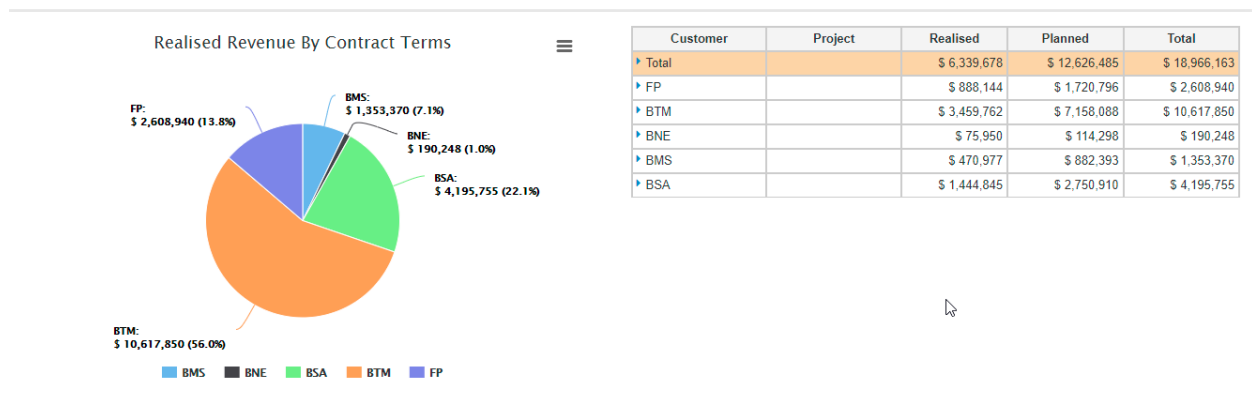 Realised Revenue By Contract Terms
BMS:
$ 1,353,370 (7.1%)
FP:
$ 2,608,940 (13.8%)
BNE:
$ 190,248 (1.0%)
BSA:
$ 4,195,755 (22.1%)
BTM:
$ 10,617,850 (56.0%)
BMS BNE BSA BTM FP
Customer Project Realised Planned Total
Total $ 6,339,678 $ 12,626,485 $ 18,966,163
FP $ 888,144 $ 1,720,796 $ 2,608,940
BTM $ 3,459,762 $ 7,158,088 $ 10,617,850
BNE $ 75,950 $ 114,298 $ 190,248
BMS $ 470,977 $ 882,393 $ 1,353,370
BSA $ 1,444,845 $ 2,750,910 $ 4,195,755